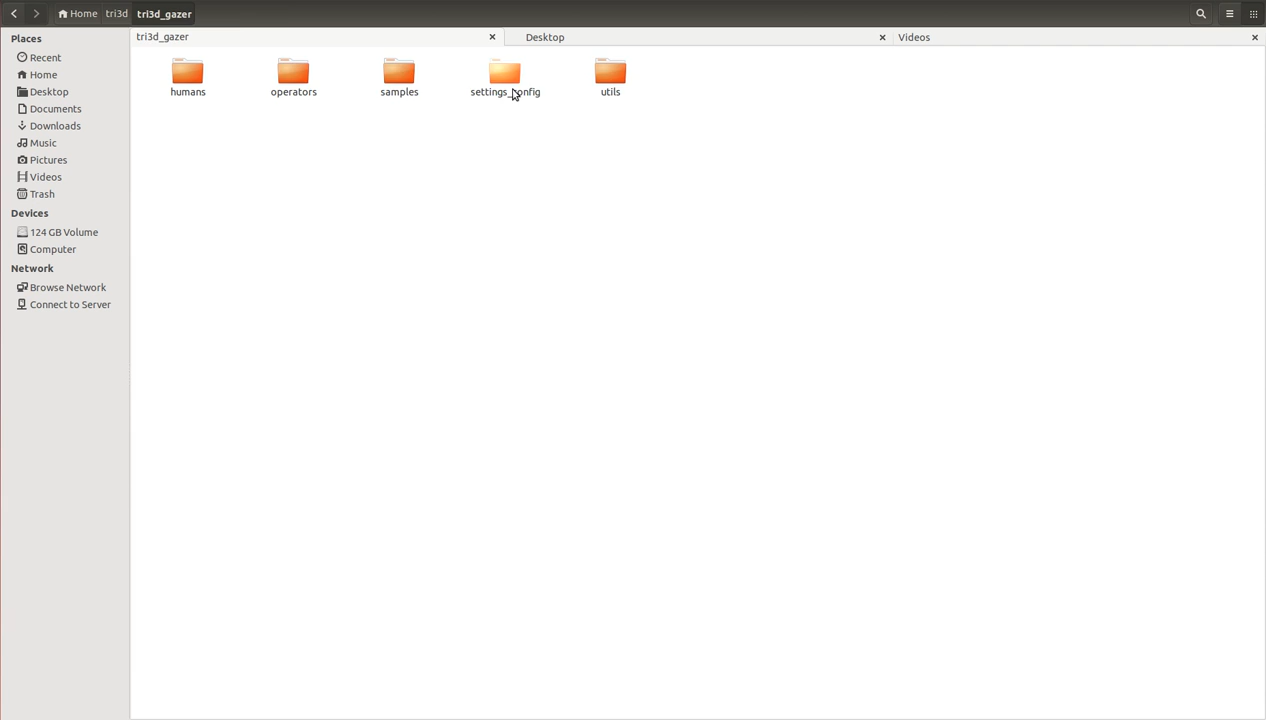 Home tri3d tri3d_gazer
Places
Recent
Home
Desktop
Documents
Downloads
Music
Pictures
Videos
Trash
Devices
124 GB Volume
Computer
Network
Browse Network
Connect to Server
tri3d_gazer Desktop Videos
humans operators samples settings_config utils